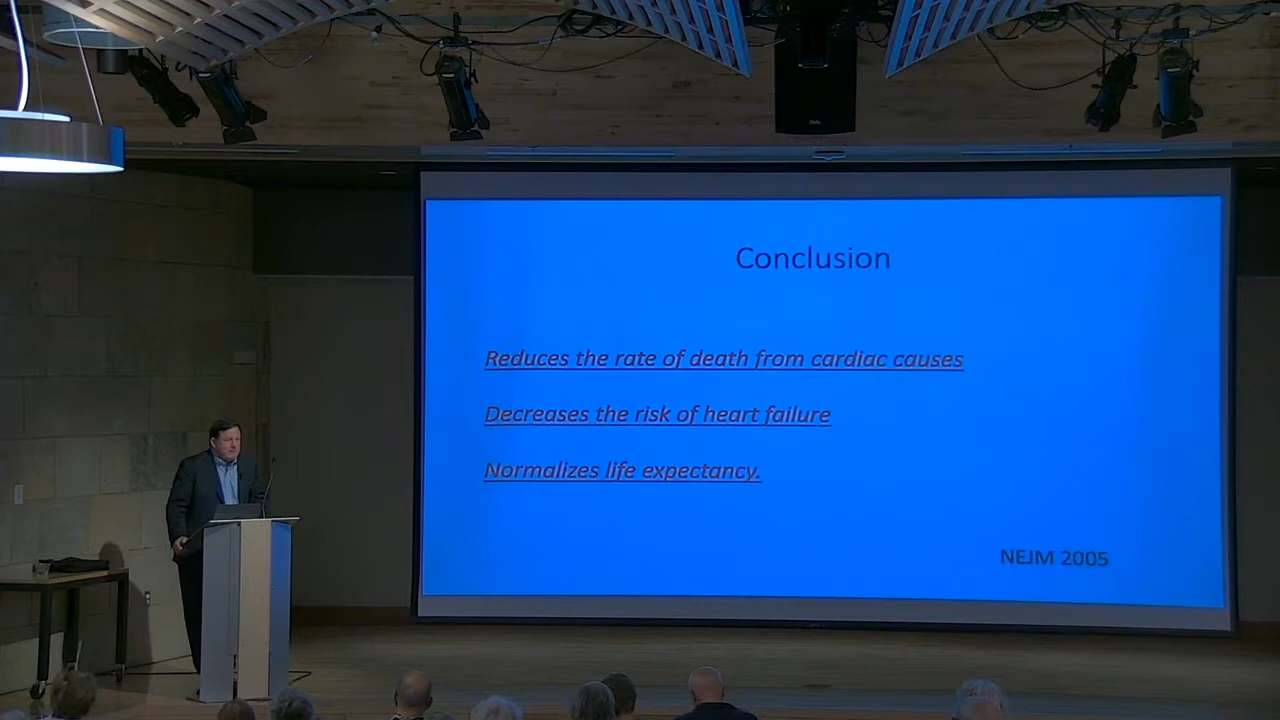 Conclusion
Reduces the rate of death from cardiac causes
Decreases the risk of heart failure
Normalizes life expectancy.
NEJM 2005